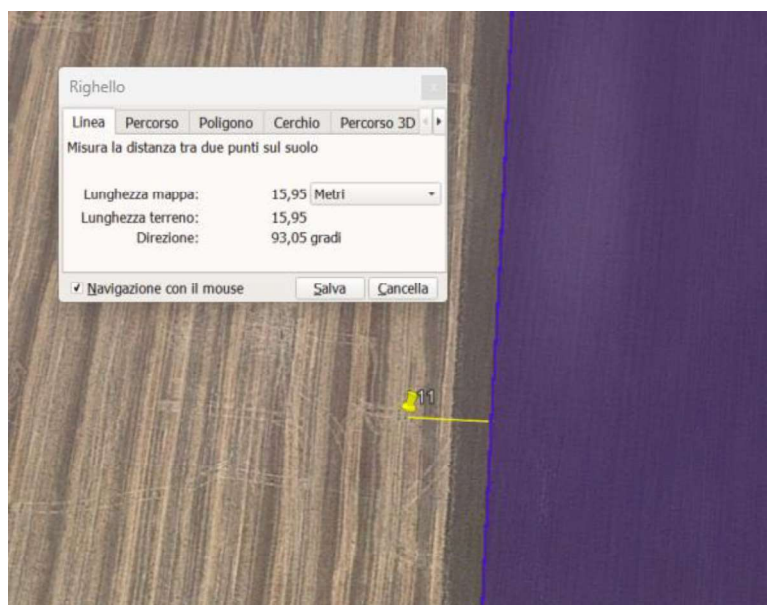 Righello
Linea Percorso Poligono Cerchio Percorso 3D
Misura la distanza tra due punti sul suolo
Lunghezza mappa: 15,95 Metri
Lunghezza terreno: 15,95
Direzione: 93,05 gradi
Navigazione con il mouse Salva Cancella
11